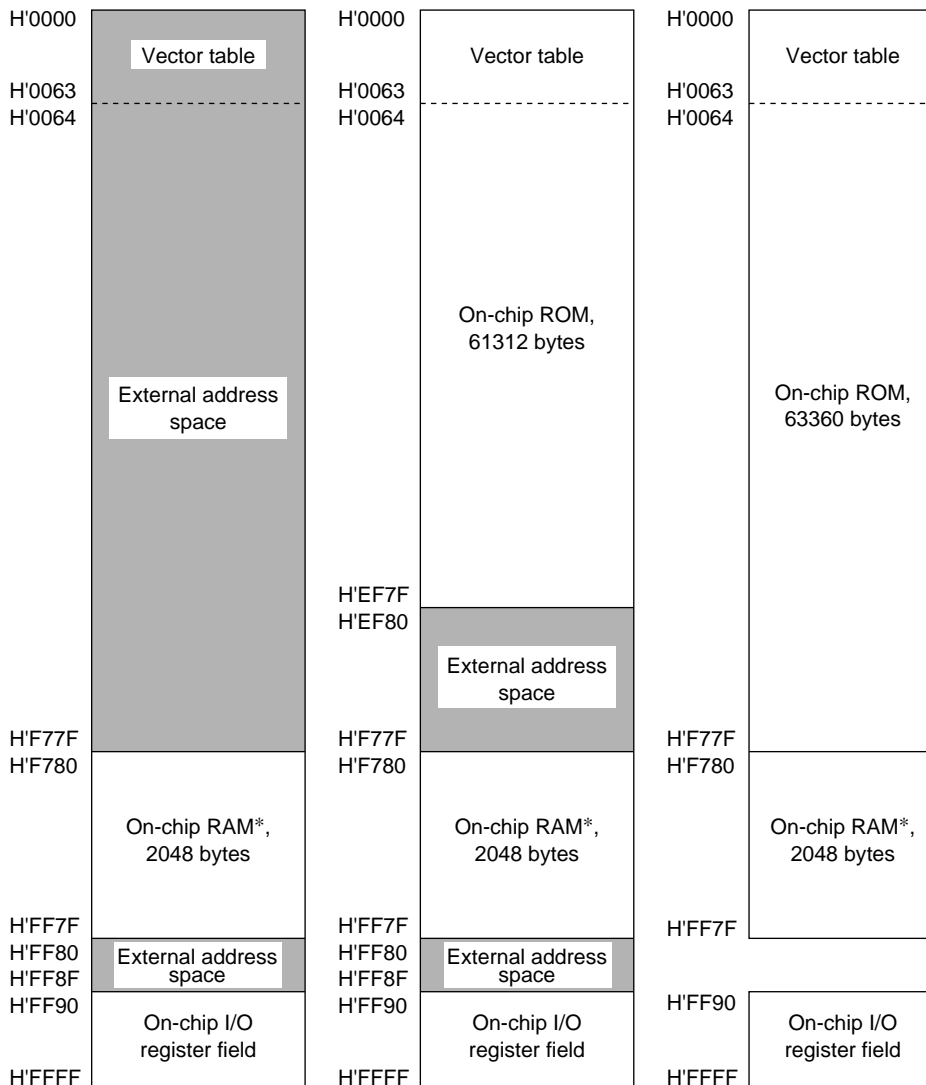 H'0000
Vector table
H'0063
H'0064
External address
space
H'F77F
H'F780
On-chip RAM*,
2048 bytes
H'FF7F
H'FF80
External address
space
H'FF8F
H'FF90
On-chip I/O
register field
H'FFFF
H'0000
Vector table
H'0063
H'0064
On-chip ROM,
61312 bytes
H'EF7F
H'EF80
External address
space
H'F77F
H'F780
On-chip RAM*,
2048 bytes
H'FF7F
H'FF80
External address
space
H'FF8F
H'FF90
On-chip I/O
register field
H'FFFF
H'0000
Vector table
H'0063
H'0064
On-chip ROM,
63360 bytes
H'F77F
H'F780
On-chip RAM*,
2048 bytes
H'FF7F
H'FF90
On-chip I/O
register field
H'FFFF